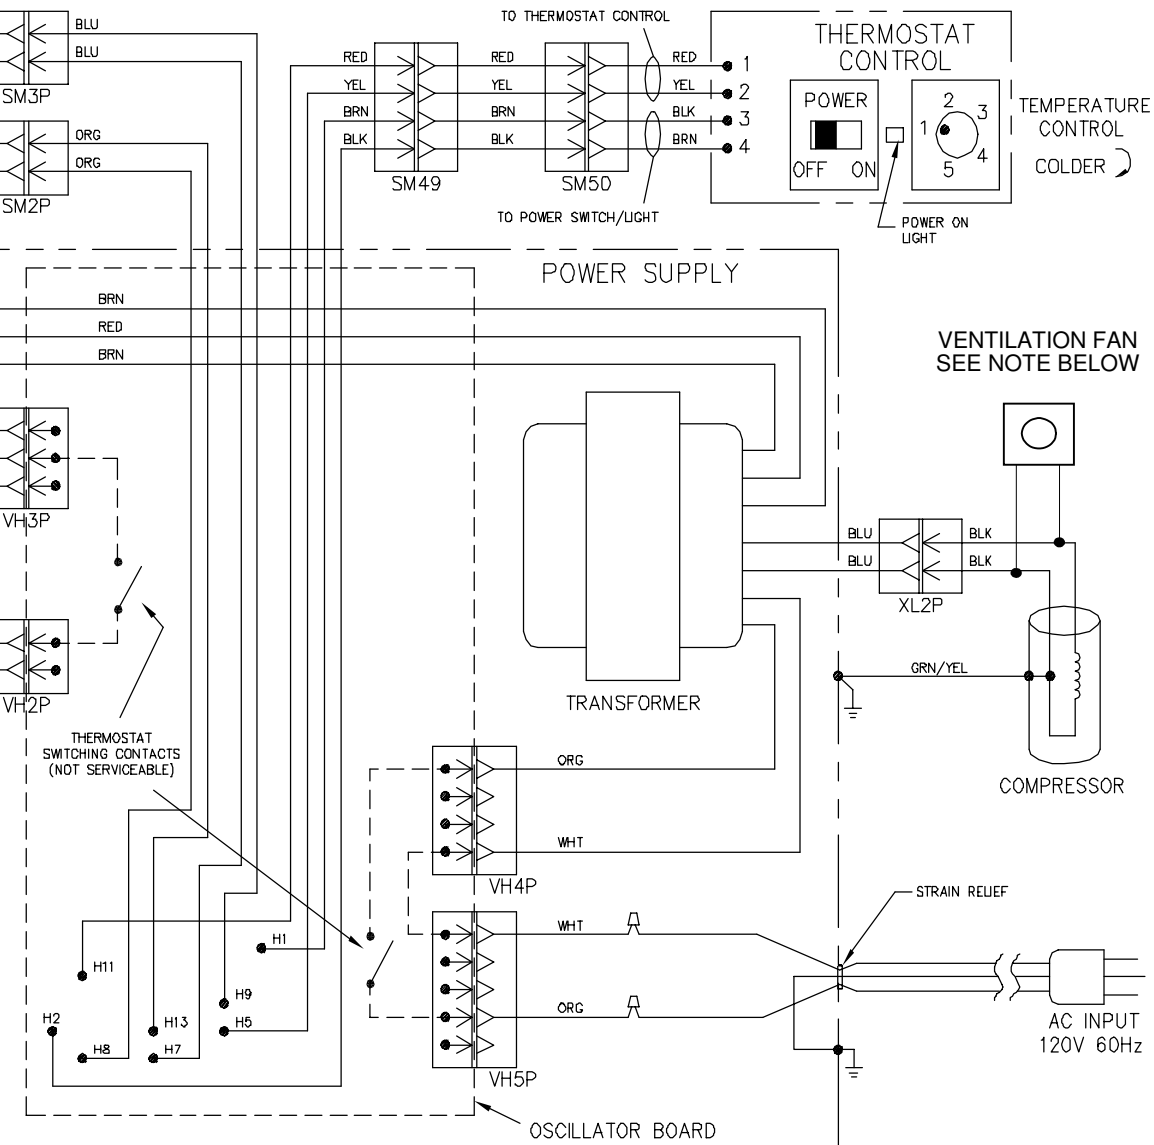 BLU
BLU
SM3P
ORG
ORG
SM2P
TO THERMOSTAT CONTROL
RED
YEL
BRN
BLK
SM49
RED
YEL
BRN
BLK
SM50
RED
YEL
BLK
BRN
1
2
3
4
TO POWER SWITCH/LIGHT
THERMOSTAT
CONTROL
POWER
OFF ON
1
2
3
4
5
TEMPERATURE
CONTROL
COLDER
POWER ON
LIGHT
POWER SUPPLY
BRN
RED
BRN
VENTILATION FAN
SEE NOTE BELOW
VH3P
VH2P
THERMOSTAT
SWITCHING CONTACTS
(NOT SERVICEABLE)
TRANSFORMER
BLU
BLU
BLK
BLK
XL2P
GRN/YEL
COMPRESSOR
ORG
WHT
VH4P
WHT
ORG
VH5P
STRAIN RELIEF
AC INPUT
120V 60Hz
H1
H11
H9
H2
H13
H5
H8
H7
OSCILLATOR BOARD